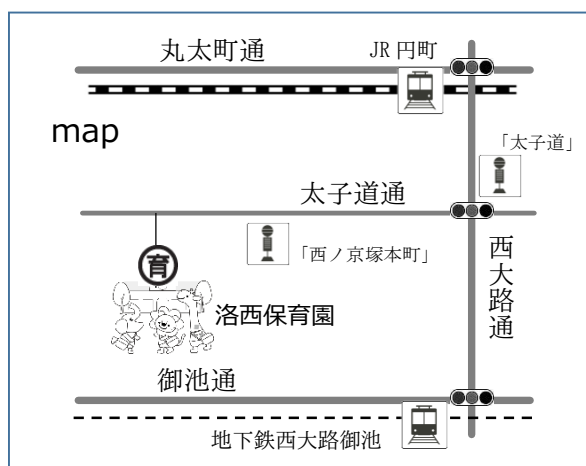 丸太町通
JR 円町
map
「太子道」
太子道通
「西ノ京塚本町」
西大路通
育
洛西保育園
御池通
地下鉄西大路御池